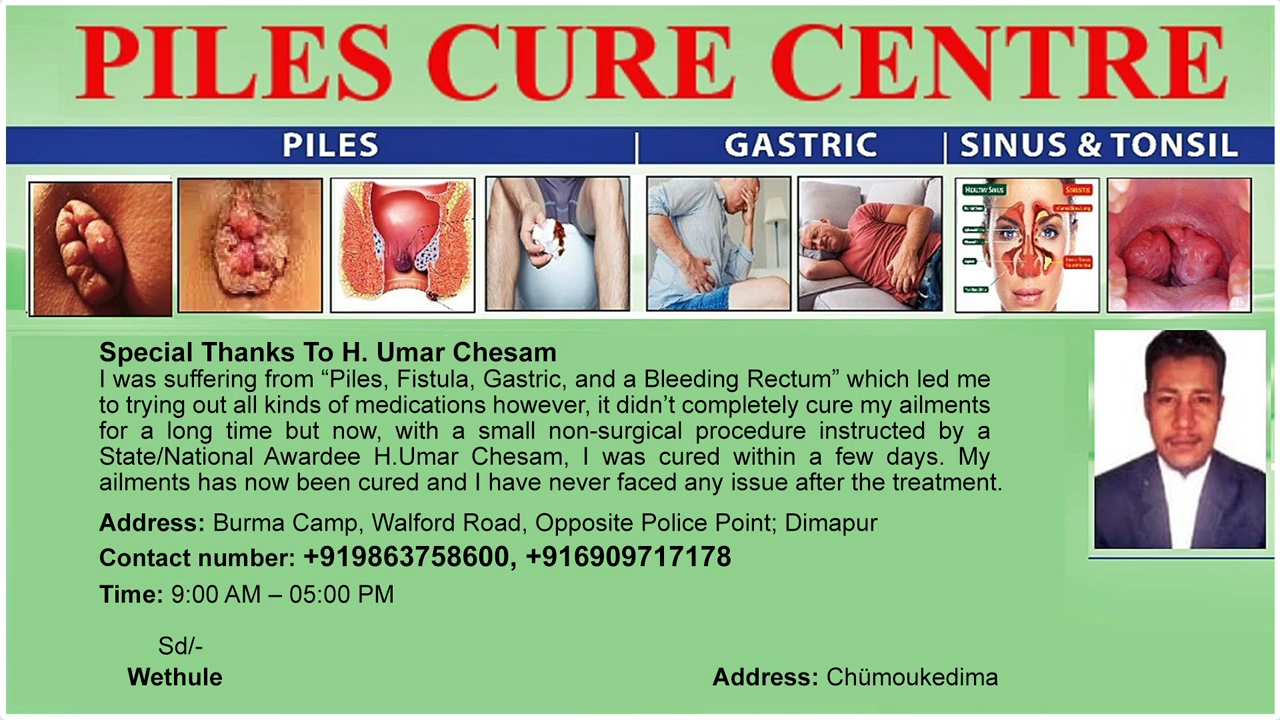 PILES CURE CENTRE
PILES | GASTRIC | SINUS & TONSIL
HEALTHY SINUS
SINUSITIS
Special Thanks To H. Umar Chesam
I was suffering from “Piles, Fistula, Gastric, and a Bleeding Rectum” which led me
to trying out all kinds of medications however, it didn’t completely cure my ailments
for a long time but now, with a small non-surgical procedure instructed by a
State/National Awardee H.Umar Chesam, I was cured within a few days. My
ailments has now been cured and I have never faced any issue after the treatment.
Address: Burma Camp, Walford Road, Opposite Police Point; Dimapur
Contact number: +919863758600, +916909717178
Time: 9:00 AM – 05:00 PM
Sd/-
Wethule
Address: Chümoukedima